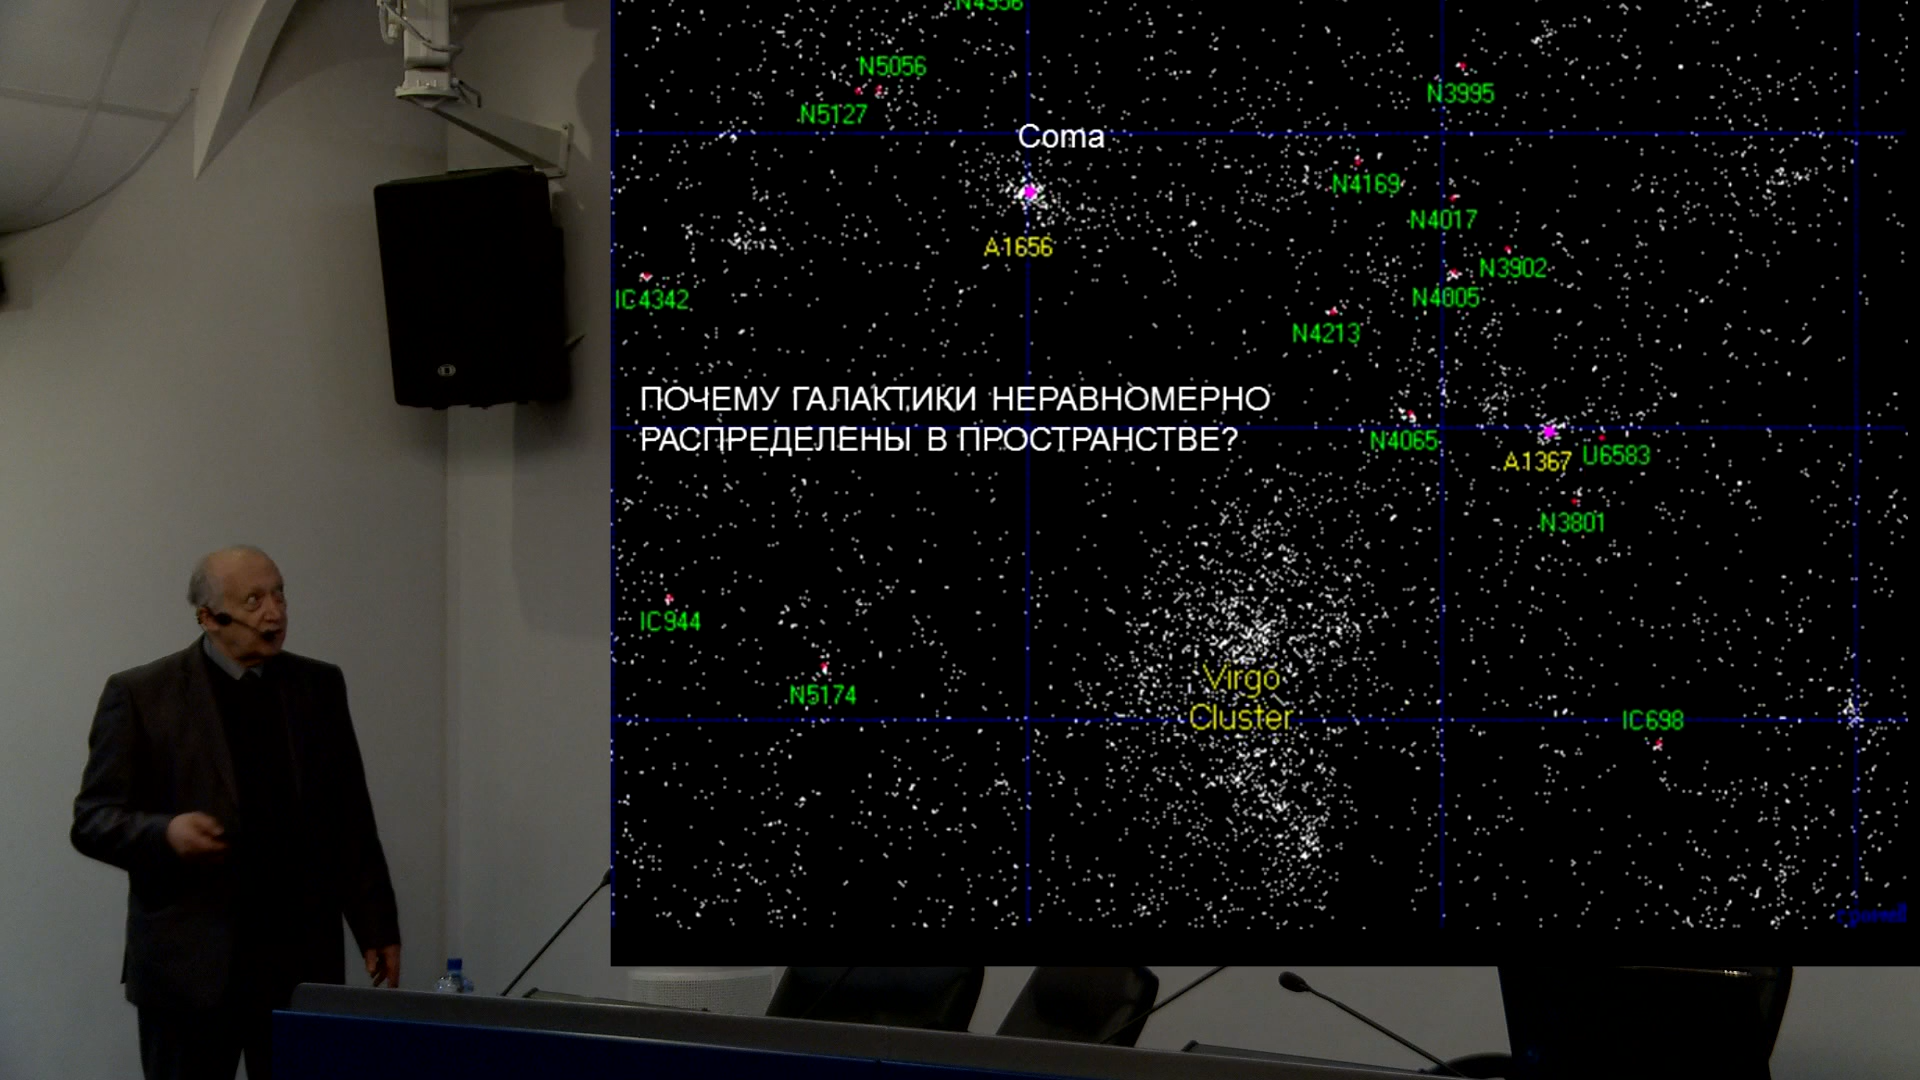 N4956
N5056
N5127
N3995
Coma
N4169
N4017
A1656
N3902
IC4342
N4005
N4213
ПОЧЕМУ ГАЛАКТИКИ НЕРАВНОМЕРНО
РАСПРЕДЕЛЕНЫ В ПРОСТРАНСТВЕ?
N4065
A1367
U6583
N3801
IC944
Virgo
Cluster
N5174
IC698